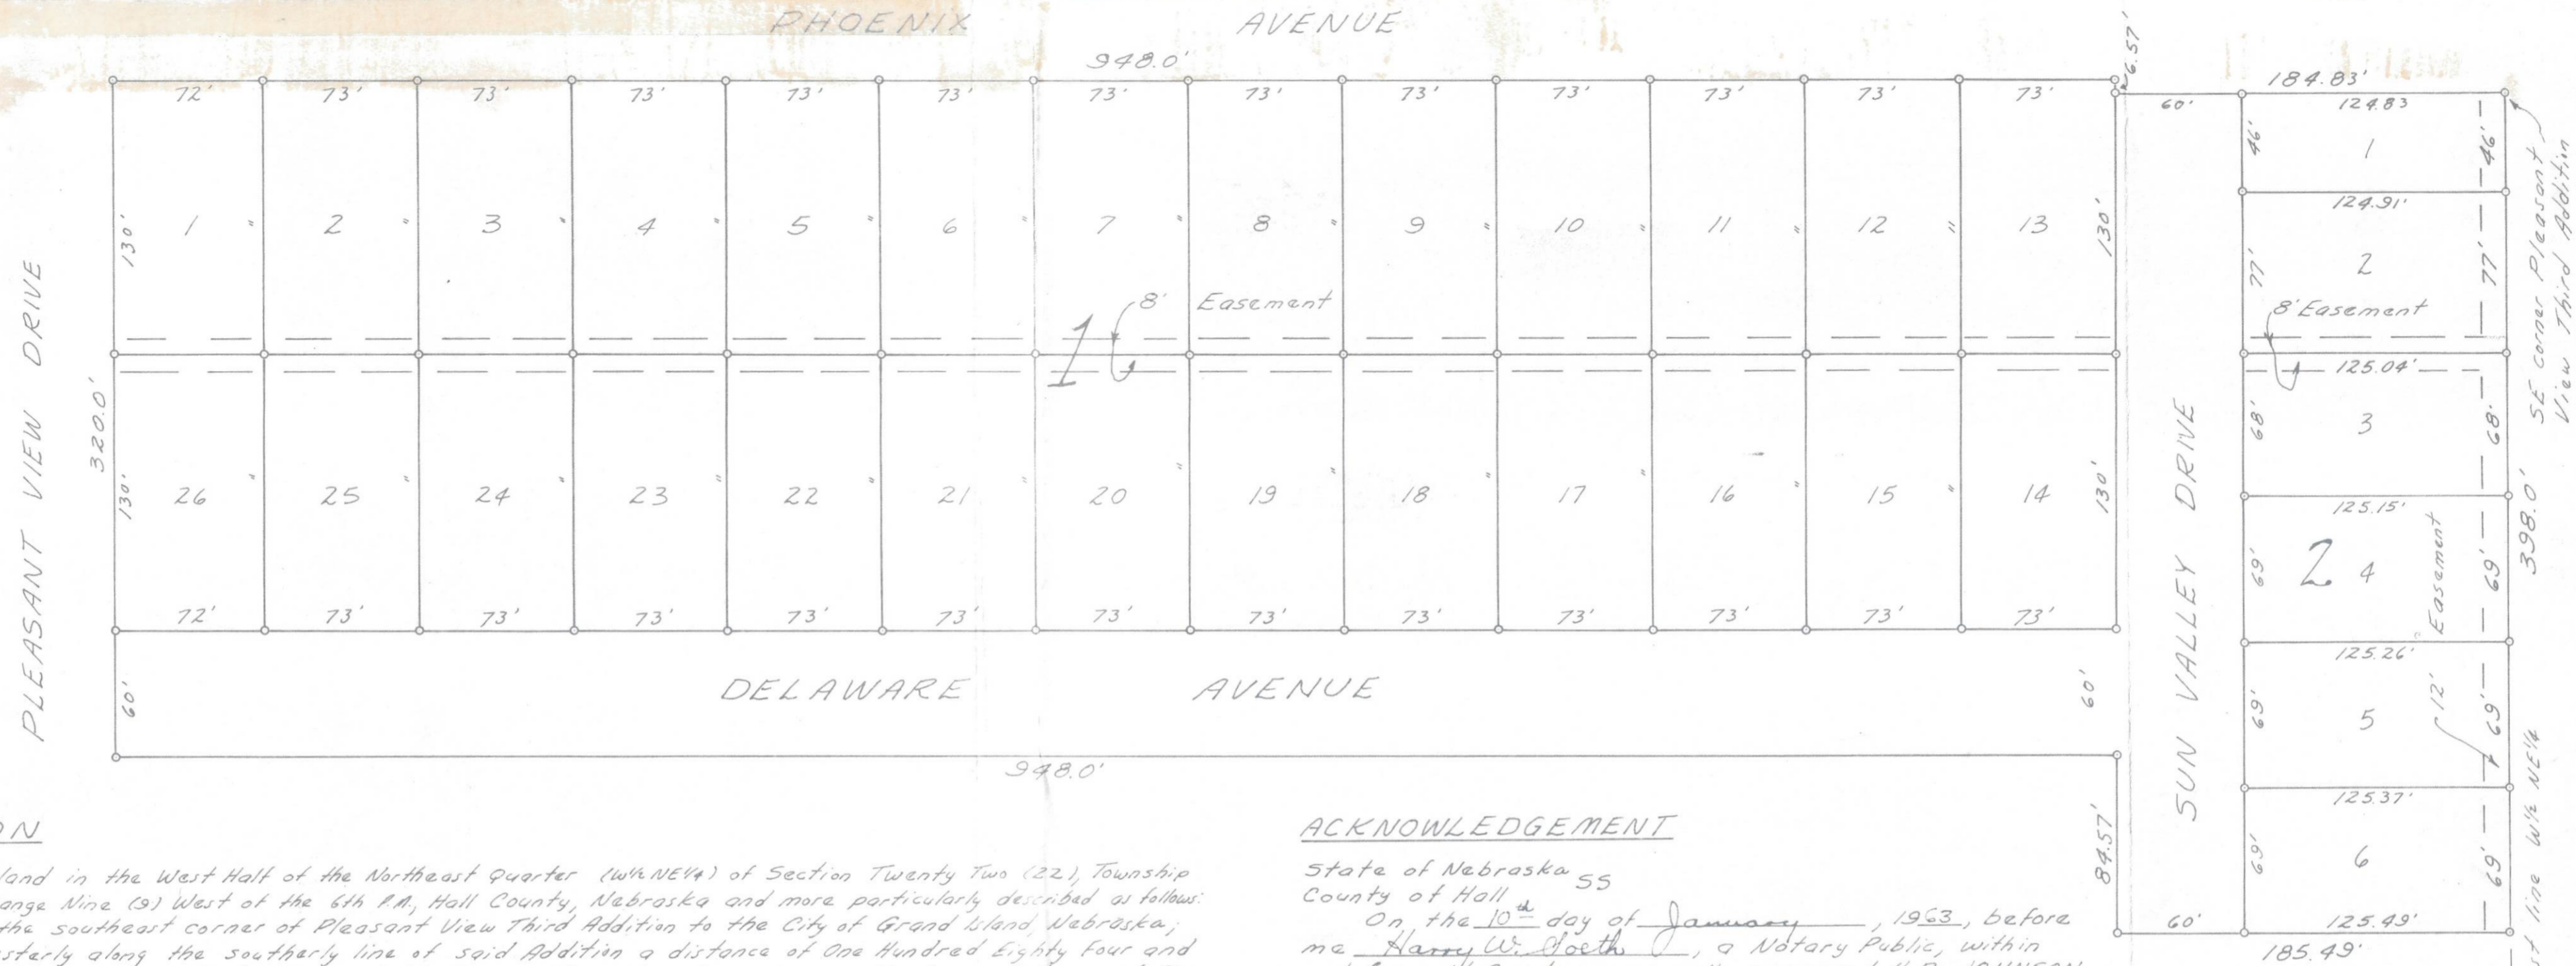 PHOENIX AVENUE
948.0'
6.57'
184.83'
72' 73' 73' 73' 73' 73' 73' 73' 73' 73' 73' 73' 73'
60'
124.83
46' 1 46'
124.91'
130' 1 " 2 " 3 " 4 " 5 " 6 " 7 " 8 " 9 " 10 " 11 " 12 " 13 130'
77' 2 77'
8' Easement
8' Easement
1
125.04'
68' 3 68'
320.0'
130' 26 " 25 " 24 " 23 " 22 " 21 " 20 " 19 " 18 " 17 " 16 " 15 " 14 130'
125.15'
69' 2 4 69'
72' 73' 73' 73' 73' 73' 73' 73' 73' 73' 73' 73' 73'
125.26'
60' DELAWARE AVENUE 60'
69' 5 69'
12' Easement
948.0'
125.37'
84.57'
69' 6 69'
60'
125.49'
185.49'
398.0'
PLEASANT VIEW DRIVE
SUN VALLEY DRIVE
SE corner Pleasant
View Third Addition
st line W½ NE¼
ON
land in the West Half of the Northeast Quarter (W½ NE¼) of Section Twenty Two (22), Township
ange Nine (9) West of the 6th P.M., Hall County, Nebraska and more particularly described as follows:
the southeast corner of Pleasant View Third Addition to the City of Grand Island, Nebraska;
sterly along the southerly line of said Addition a distance of One Hundred Eighty Four and
ACKNOWLEDGEMENT
State of Nebraska SS
County of Hall
On the 10th day of January, 1963, before
me Harry W. , a Notary Public, within
JOHNSON